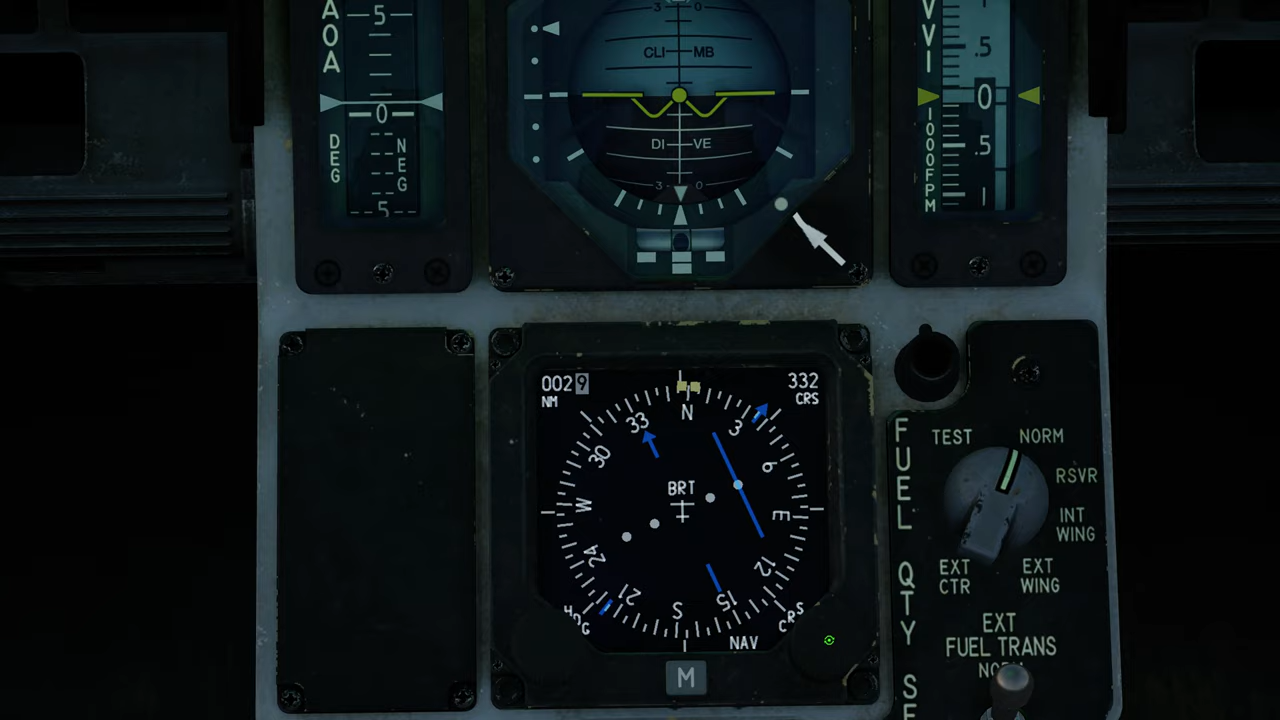 AOA
5
0
DEG
NEG
5
3 0
CLI MB
DI VE
3 0
VVI
.5
0
.5
1
1000FPM
0029
NM
332
CRS
N
33
3
30
6
BRT
W
E
24
12
21
15
S
HDG
CRS
NAV
M
FUEL QTY SE
TEST
NORM
RSVR
INT
WING
EXT
WING
EXT
CTR
EXT
FUEL TRANS
NORM